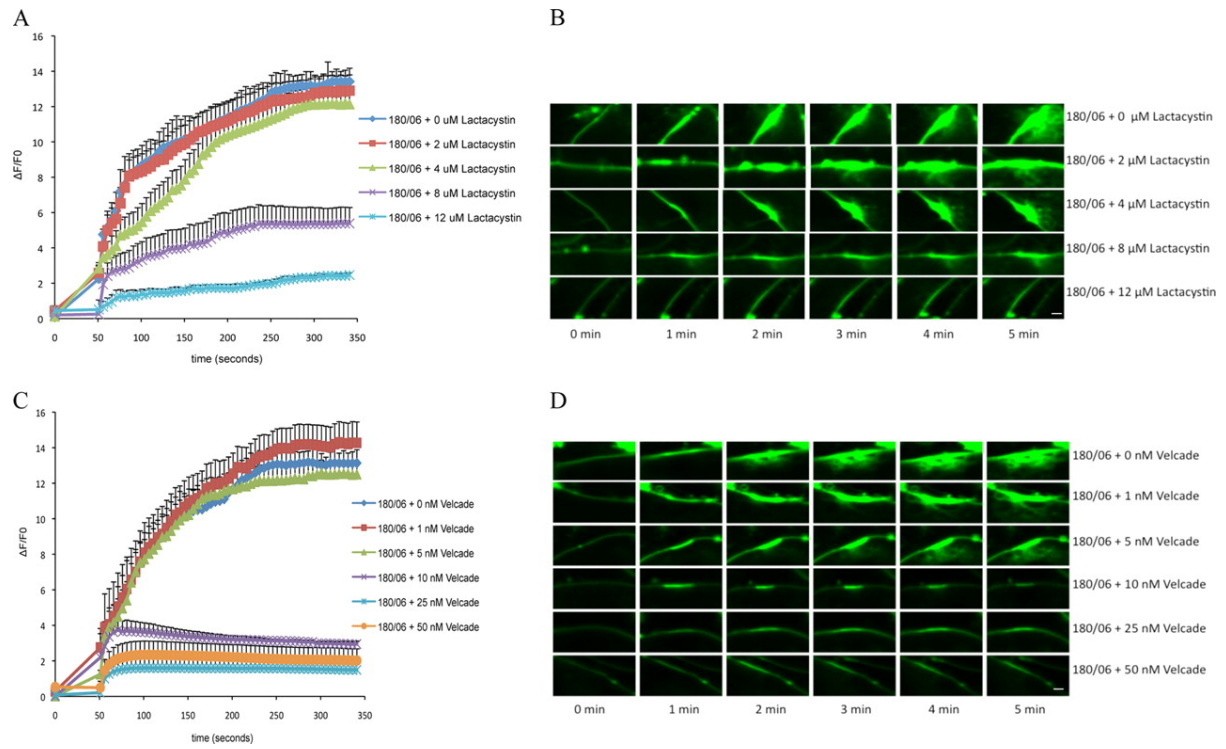 A
16
14
12
10
8
6
4
2
0
ΔF/F0
0 50 100 150 200 250 300 350
time (seconds)
180/06 + 0 uM Lactacystin
180/06 + 2 uM Lactacystin
180/06 + 4 uM Lactacystin
180/06 + 8 uM Lactacystin
180/06 + 12 uM Lactacystin
B
180/06 + 0 μM Lactacystin
180/06 + 2 μM Lactacystin
180/06 + 4 μM Lactacystin
180/06 + 8 μM Lactacystin
180/06 + 12 μM Lactacystin
0 min 1 min 2 min 3 min 4 min 5 min
C
16
14
12
10
8
6
4
2
0
ΔF/F0
0 50 100 150 200 250 300 350
time (seconds)
180/06 + 0 nM Velcade
180/06 + 1 nM Velcade
180/06 + 5 nM Velcade
180/06 + 10 nM Velcade
180/06 + 25 nM Velcade
180/06 + 50 nM Velcade
D
180/06 + 0 nM Velcade
180/06 + 1 nM Velcade
180/06 + 5 nM Velcade
180/06 + 10 nM Velcade
180/06 + 25 nM Velcade
180/06 + 50 nM Velcade
0 min 1 min 2 min 3 min 4 min 5 min